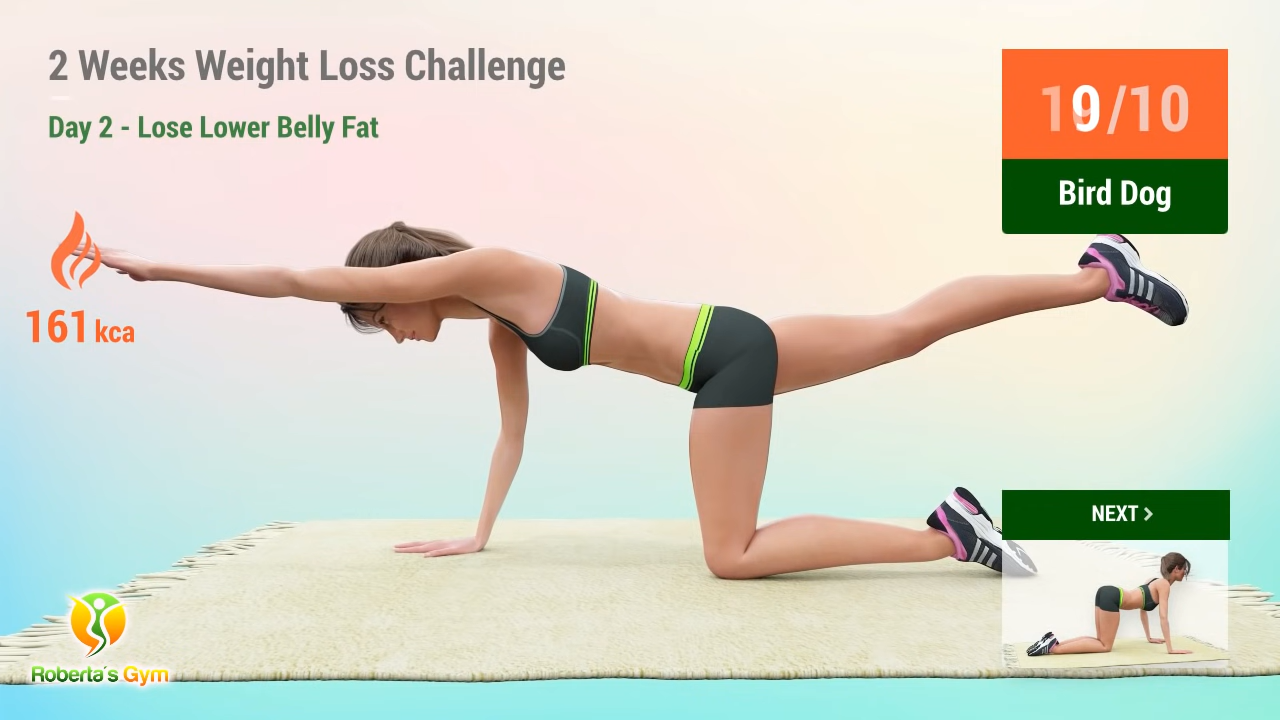 2 Weeks Weight Loss Challenge
Day 2 - Lose Lower Belly Fat
19/10
Bird Dog
161 kca
NEXT >
Roberta´s Gym